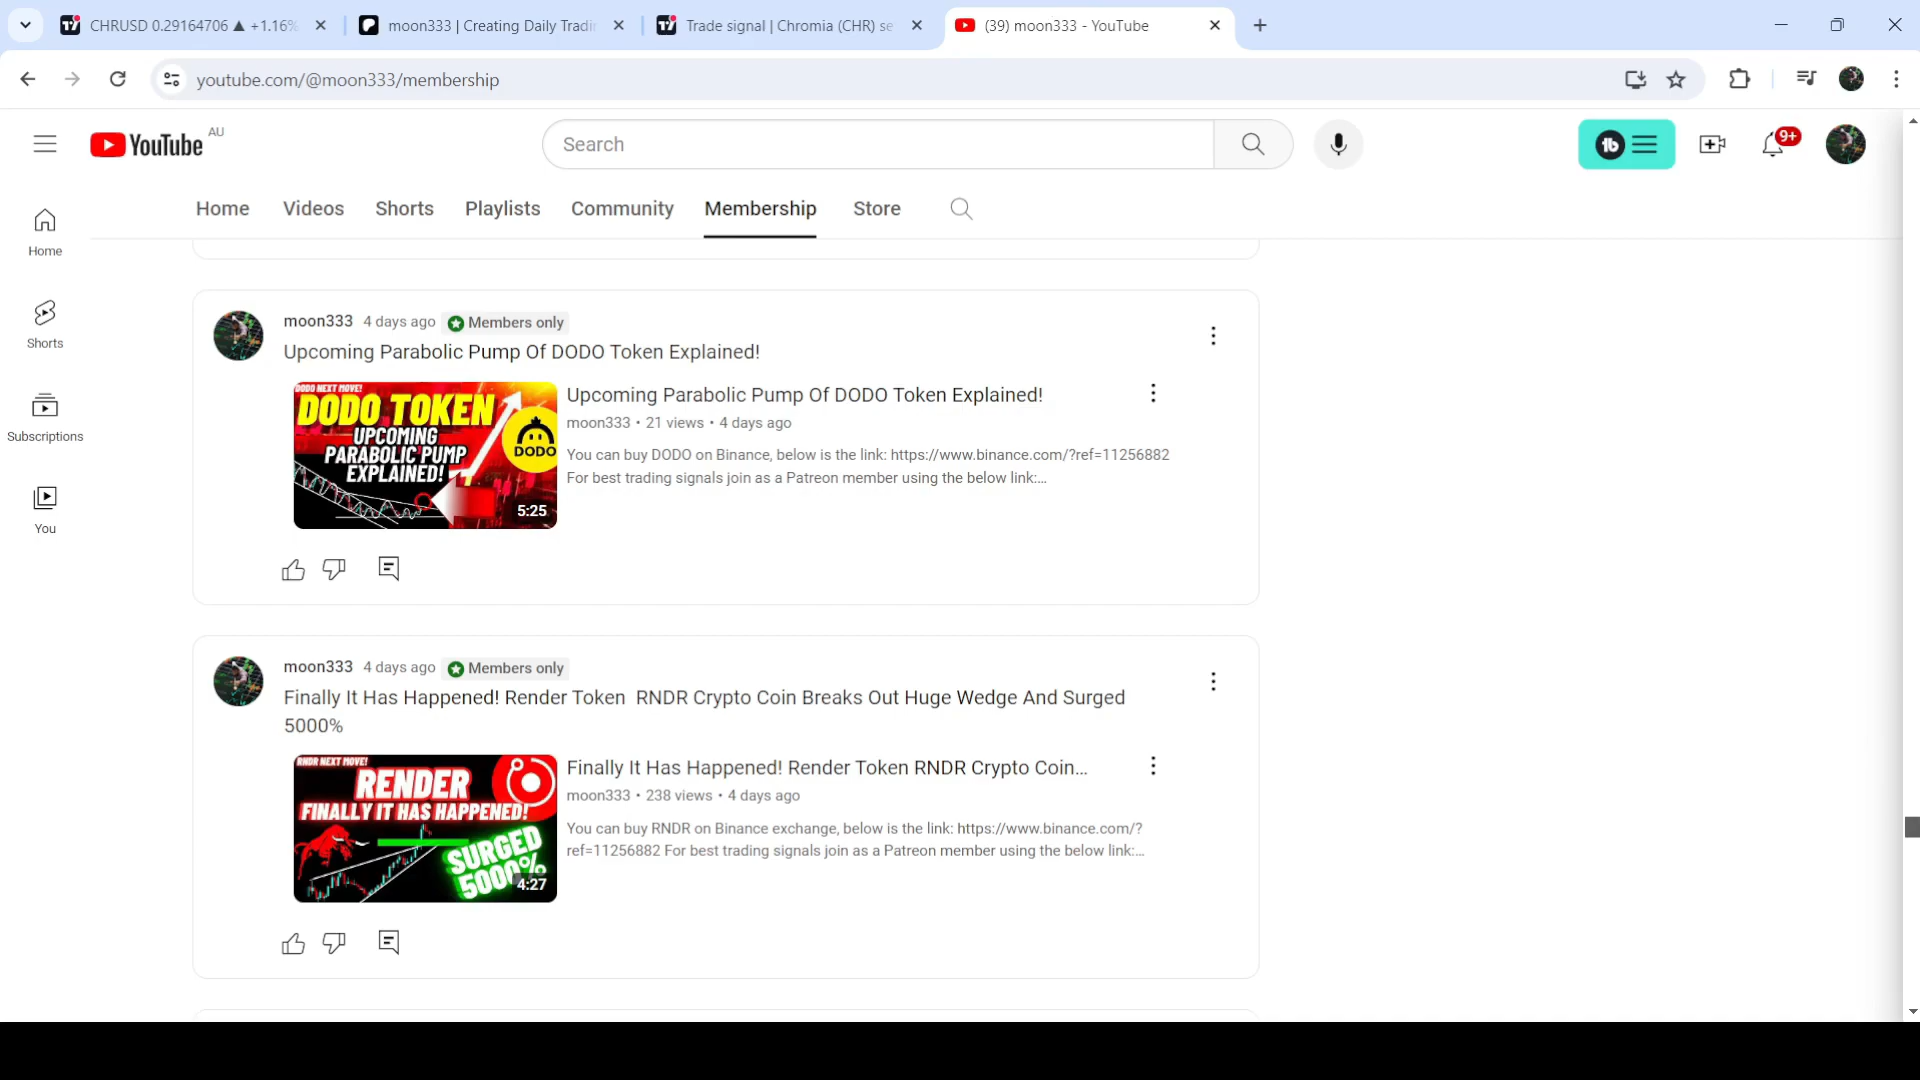 CHRUSD 0.29164706 ▲ +1.16%
moon333 | Creating Daily Tradi
Trade signal | Chromia (CHR) se
(39) moon333 - YouTube
youtube.com/@moon333/membership
YouTube AU
Search
9+
Home
Videos
Shorts
Playlists
Community
Membership
Store
Home
Shorts
Subscriptions
You
moon333 4 days ago Members only
Upcoming Parabolic Pump Of DODO Token Explained!
DODO NEXT MOVE!
DODO TOKEN
UPCOMING
PARABOLIC PUMP
EXPLAINED!
DODO
5:25
Upcoming Parabolic Pump Of DODO Token Explained!
moon333 • 21 views • 4 days ago
You can buy DODO on Binance, below is the link: https://www.binance.com/?ref=11256882
For best trading signals join as a Patreon member using the below link:...
moon333 4 days ago Members only
Finally It Has Happened! Render Token RNDR Crypto Coin Breaks Out Huge Wedge And Surged
5000%
RNDR NEXT MOVE!
RENDER
FINALLY IT HAS HAPPENED!
SURGED
5000%
4:27
Finally It Has Happened! Render Token RNDR Crypto Coin...
moon333 • 238 views • 4 days ago
You can buy RNDR on Binance exchange, below is the link: https://www.binance.com/?
ref=11256882 For best trading signals join as a Patreon member using the below link:...